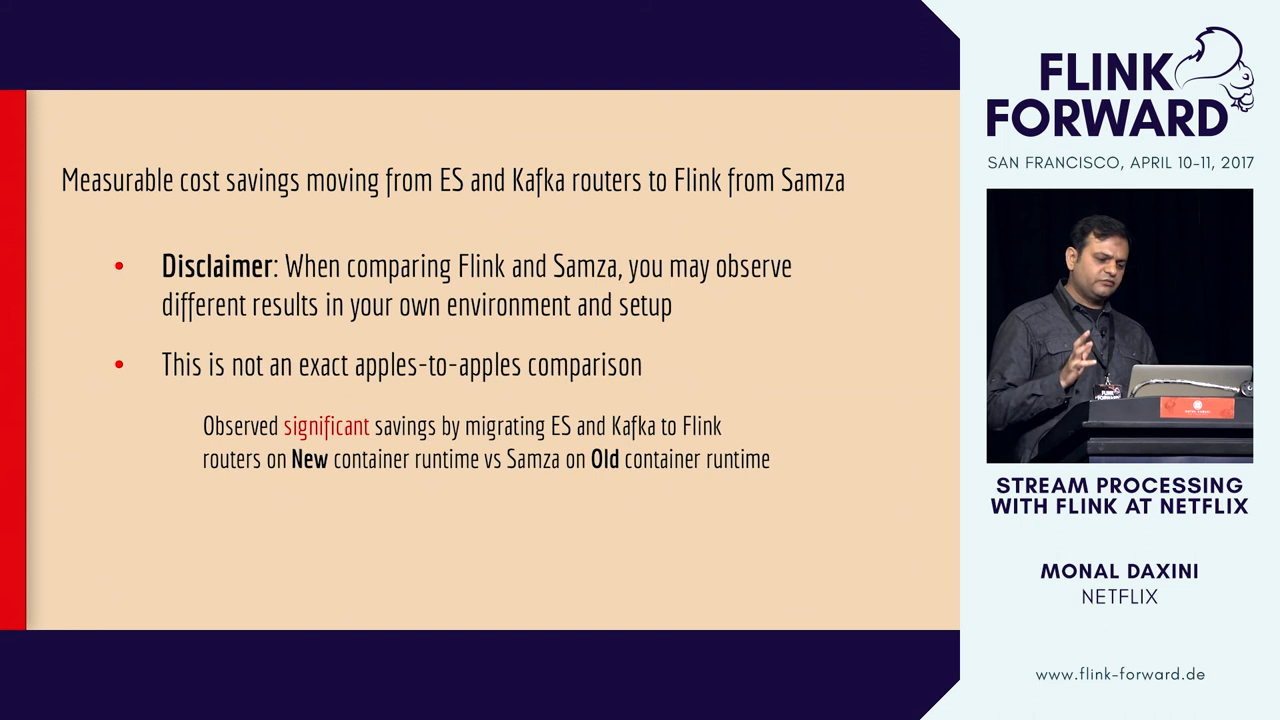 Measurable cost savings moving from ES and Kafka routers to Flink from Samza
• Disclaimer: When comparing Flink and Samza, you may observe
different results in your own environment and setup
• This is not an exact apples-to-apples comparison
Observed significant savings by migrating ES and Kafka to Flink
routers on New container runtime vs Samza on Old container runtime
FLINK
FORWARD
SAN FRANCISCO, APRIL 10-11, 2017
FLINK
FORWARD
STREAM PROCESSING
WITH FLINK AT NETFLIX
MONAL DAXINI
NETFLIX
www.flink-forward.de